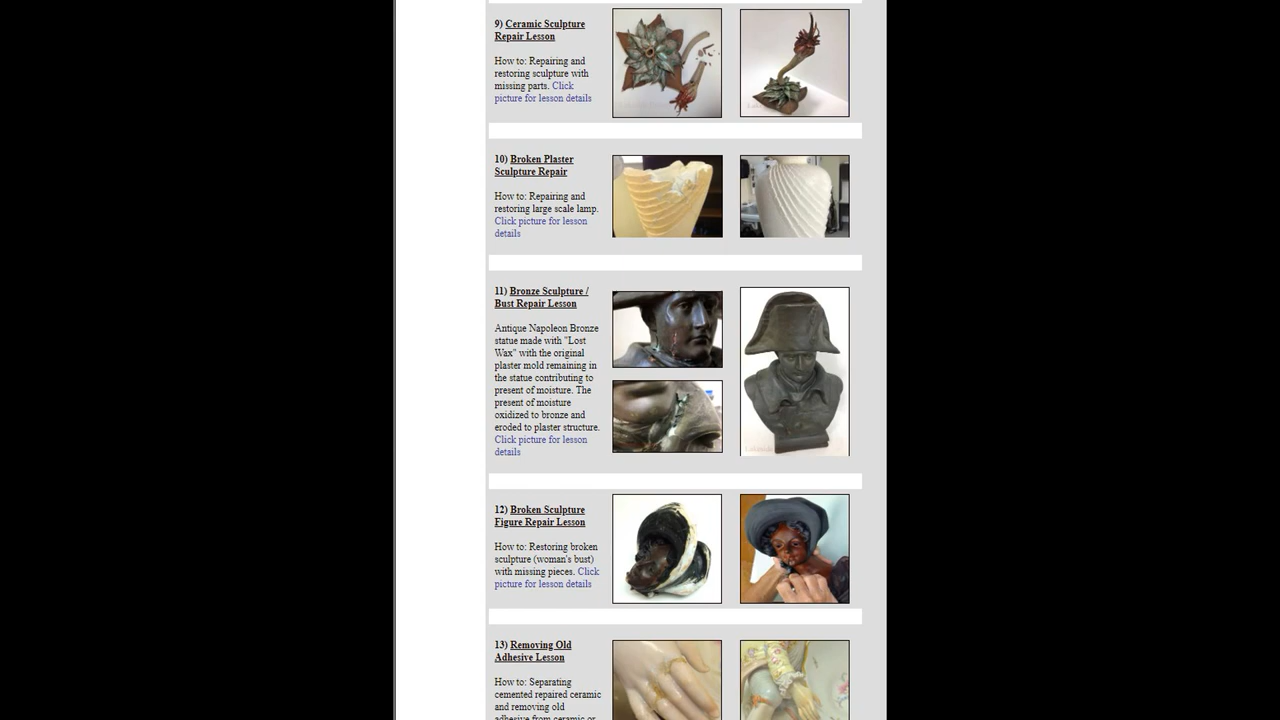 9) Ceramic Sculpture
Repair Lesson
How to: Repairing and
restoring sculpture with
missing parts. Click
picture for lesson details
10) Broken Plaster
Sculpture Repair
How to: Repairing and
restoring large scale lamp.
Click picture for lesson
details
11) Bronze Sculpture /
Bust Repair Lesson
Antique Napoleon Bronze
statue made with "Lost
Wax" with the original
plaster mold remaining in
the statue contributing to
present of moisture. The
present of moisture
oxidized to bronze and
eroded to plaster structure.
Click picture for lesson
details
12) Broken Sculpture
Figure Repair Lesson
How to: Restoring broken
sculpture (woman's bust)
with missing pieces. Click
picture for lesson details
13) Removing Old
Adhesive Lesson
How to: Separating
cemented repaired ceramic
and removing old
adhesive from ceramic or